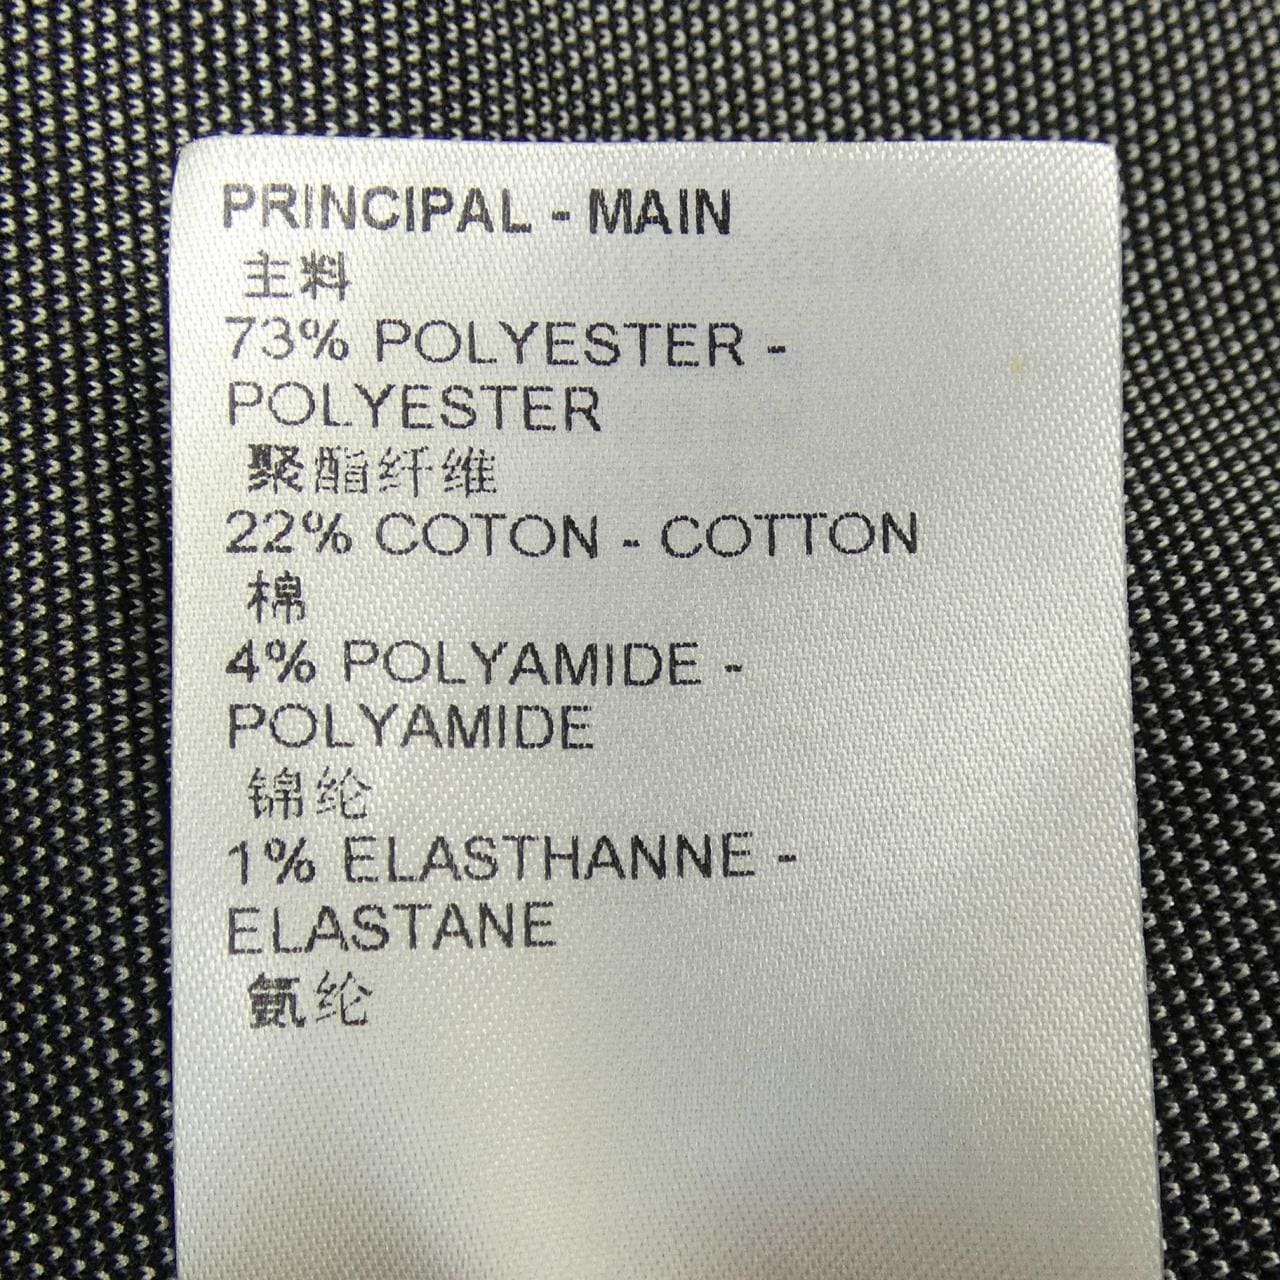 PRINCIPAL - MAIN
主料
73% POLYESTER -
POLYESTER
聚酯纤维
22% COTON - COTTON
棉
4% POLYAMIDE -
POLYAMIDE
锦纶
1% ELASTHANNE -
ELASTANE
氨纶